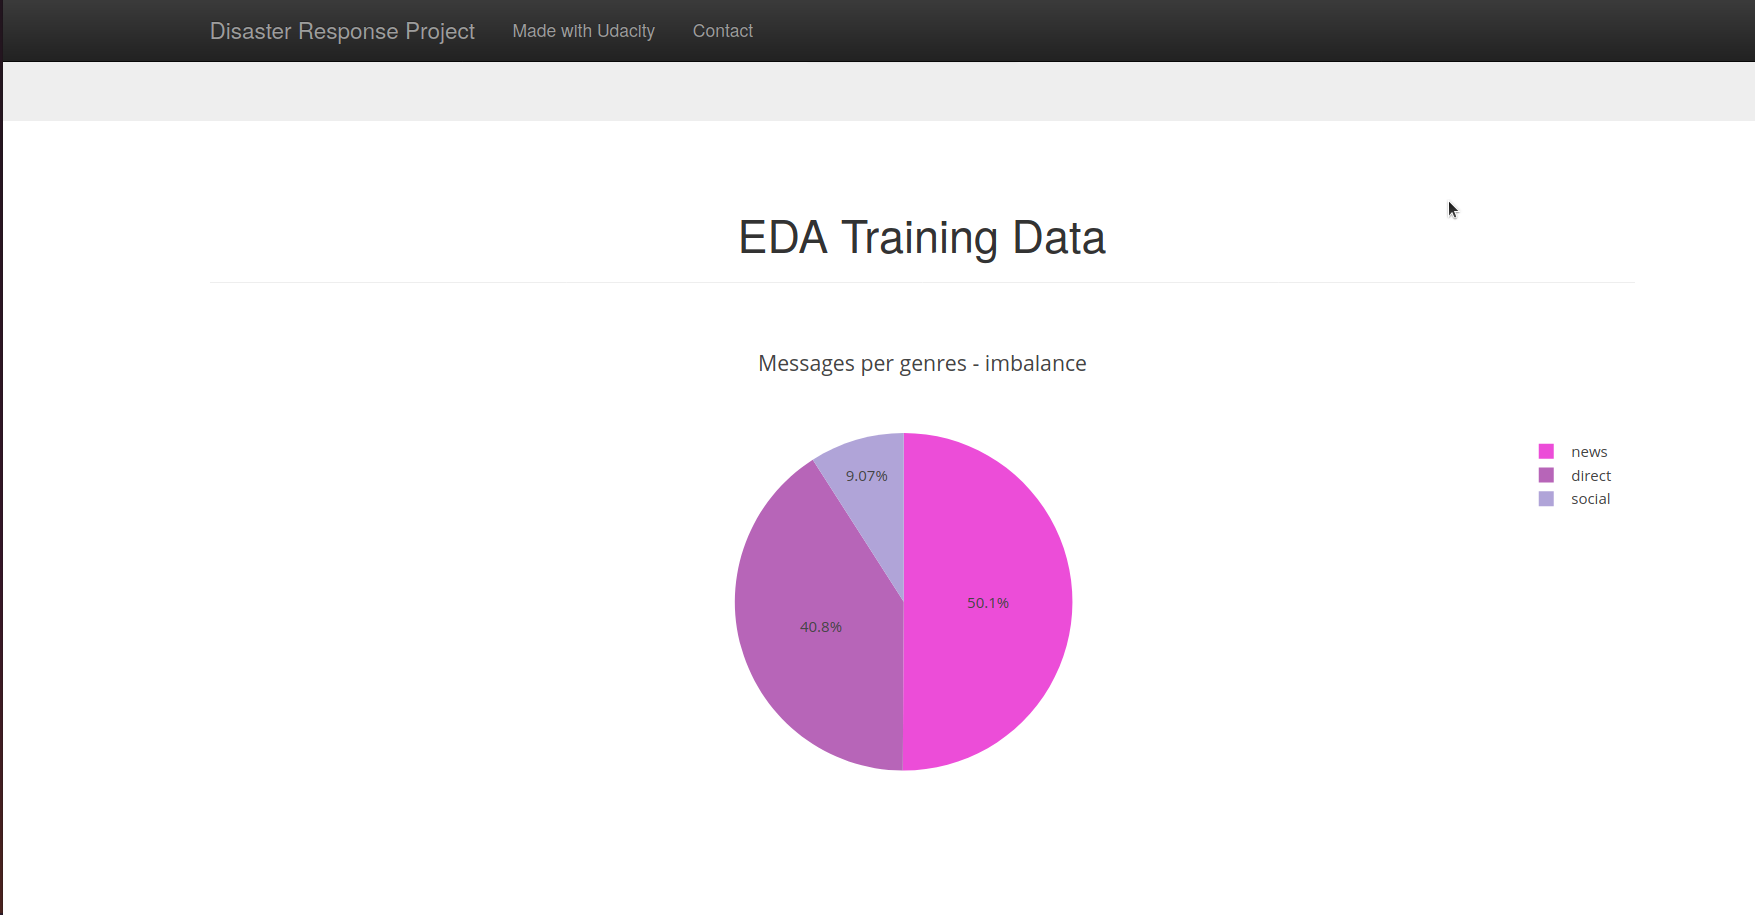 Disaster Response Project Made with Udacity Contact
EDA Training Data
Messages per genres - imbalance
news
direct
social
9.07%
50.1%
40.8%